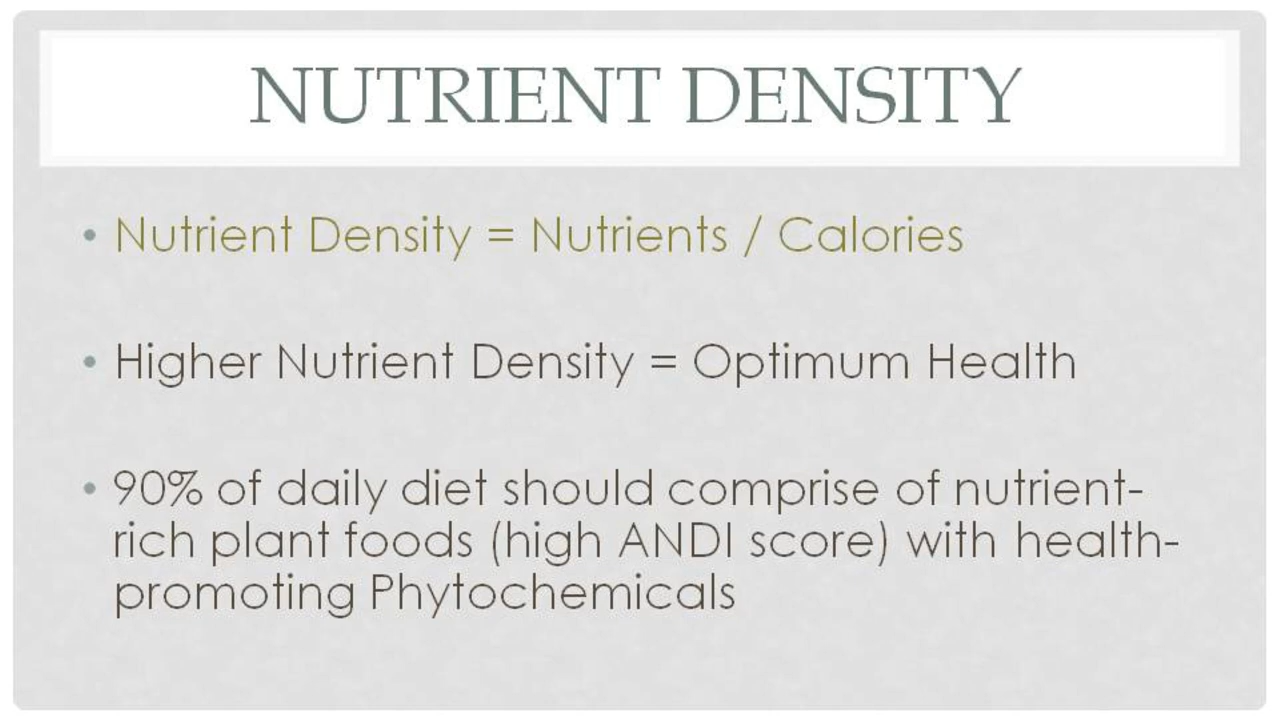 NUTRIENT DENSITY
• Nutrient Density = Nutrients / Calories
• Higher Nutrient Density = Optimum Health
• 90% of daily diet should comprise of nutrient-
rich plant foods (high ANDI score) with health-
promoting Phytochemicals